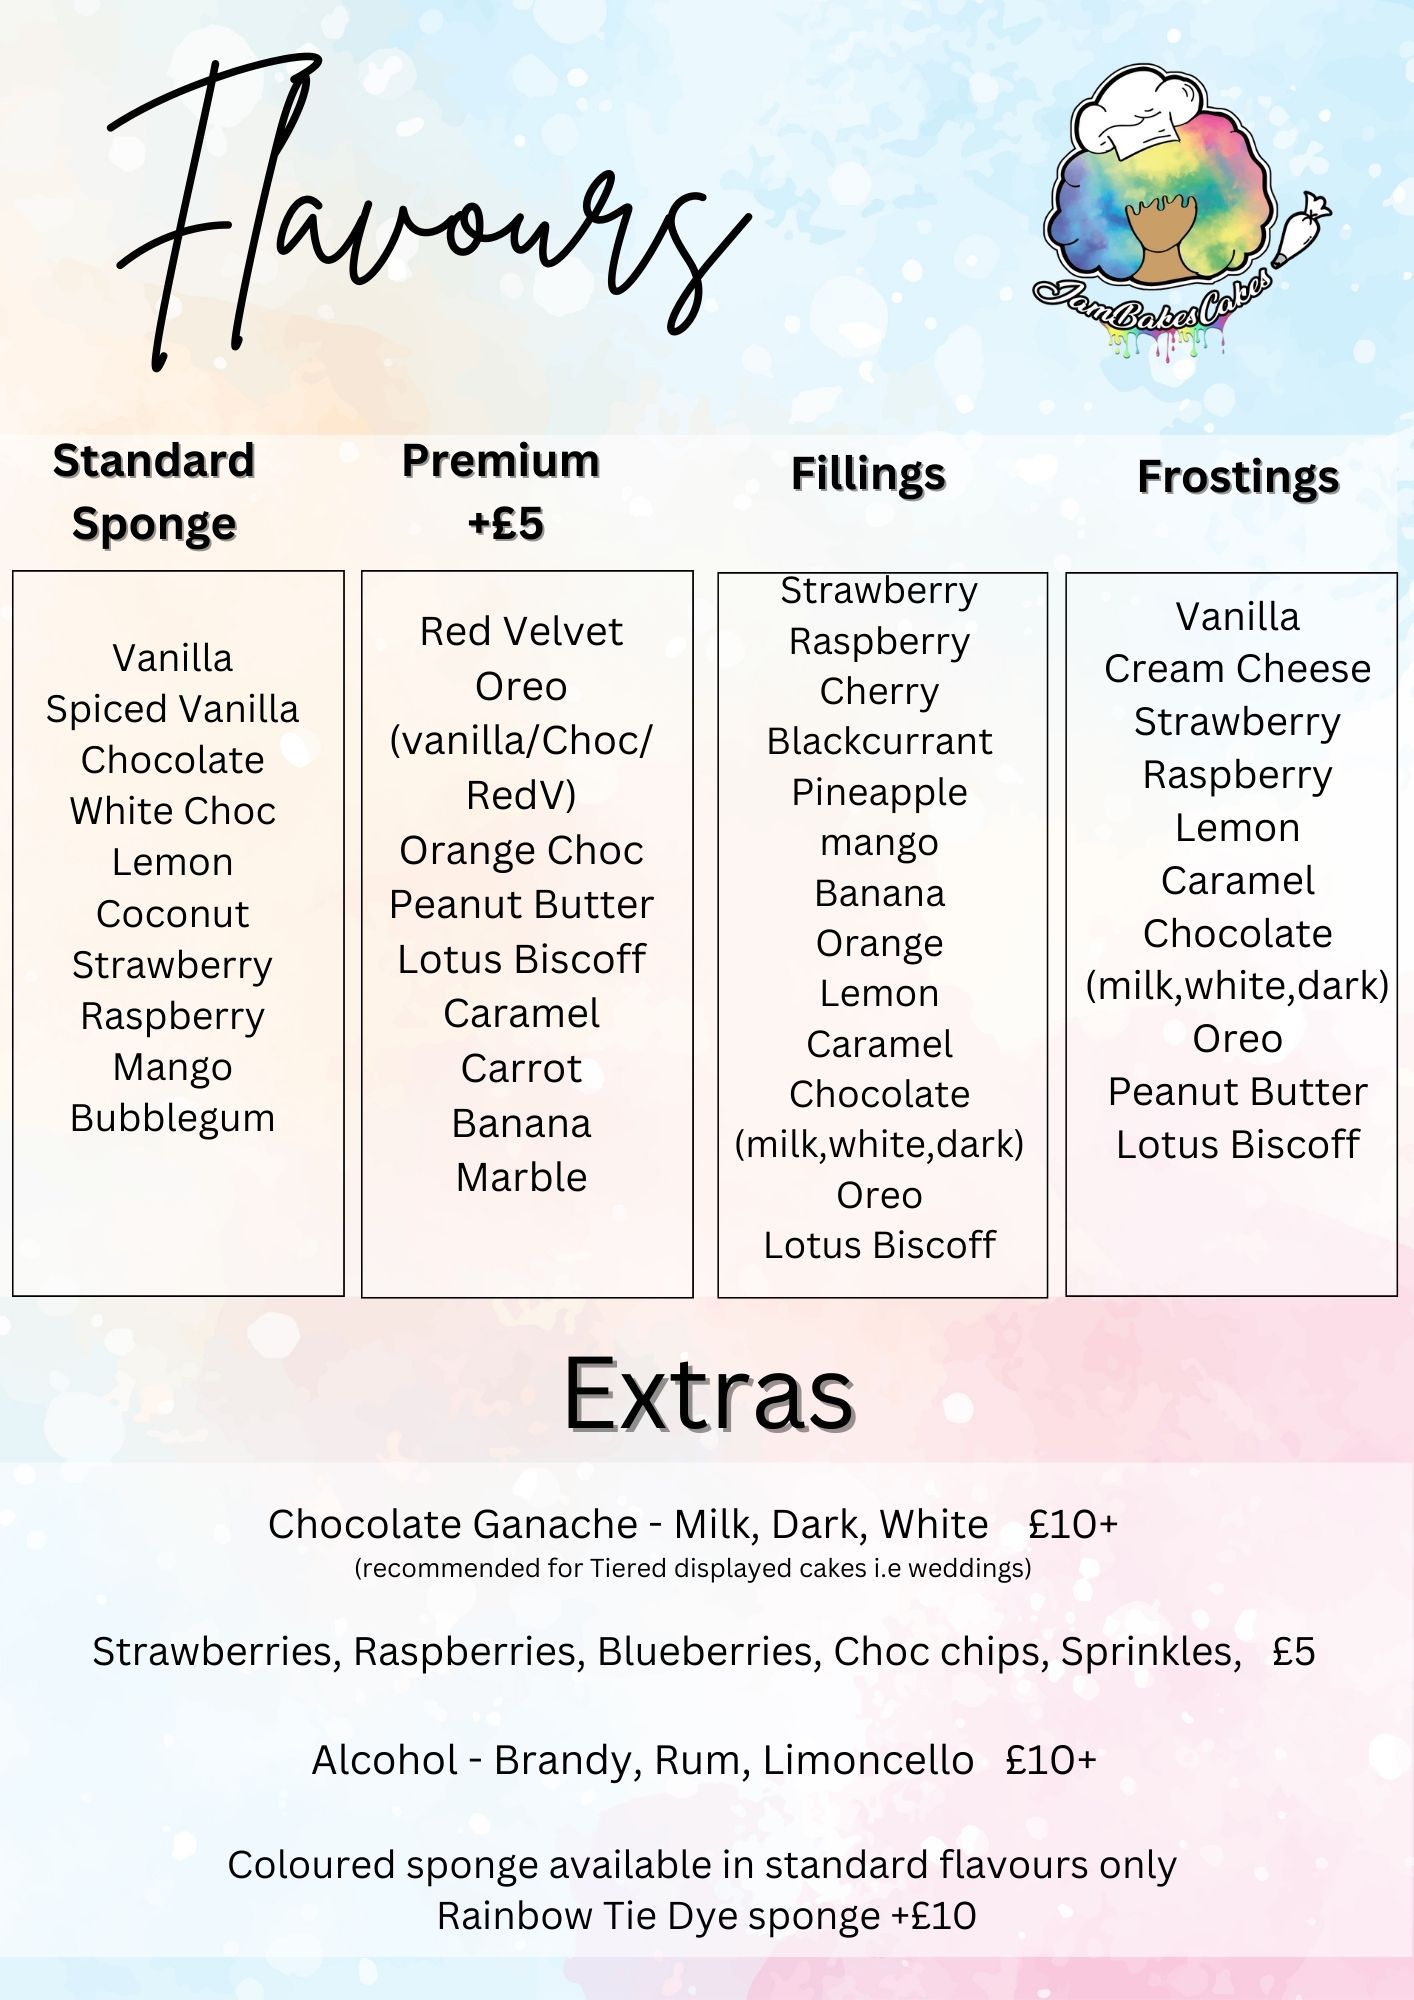 Flavours
JamBakesCakes
Standard
Sponge
Vanilla
Spiced Vanilla
Chocolate
White Choc
Lemon
Coconut
Strawberry
Raspberry
Mango
Bubblegum
Premium
+£5
Red Velvet
Oreo
(vanilla/Choc/
RedV)
Orange Choc
Peanut Butter
Lotus Biscoff
Caramel
Carrot
Banana
Marble
Fillings
Strawberry
Raspberry
Cherry
Blackcurrant
Pineapple
mango
Banana
Orange
Lemon
Caramel
Chocolate
(milk,white,dark)
Oreo
Lotus Biscoff
Frostings
Vanilla
Cream Cheese
Strawberry
Raspberry
Lemon
Caramel
Chocolate
(milk,white,dark)
Oreo
Peanut Butter
Lotus Biscoff
Extras
Chocolate Ganache - Milk, Dark, White £10+
(recommended for Tiered displayed cakes i.e weddings)
Strawberries, Raspberries, Blueberries, Choc chips, Sprinkles, £5
Alcohol - Brandy, Rum, Limoncello £10+
Coloured sponge available in standard flavours only
Rainbow Tie Dye sponge +£10